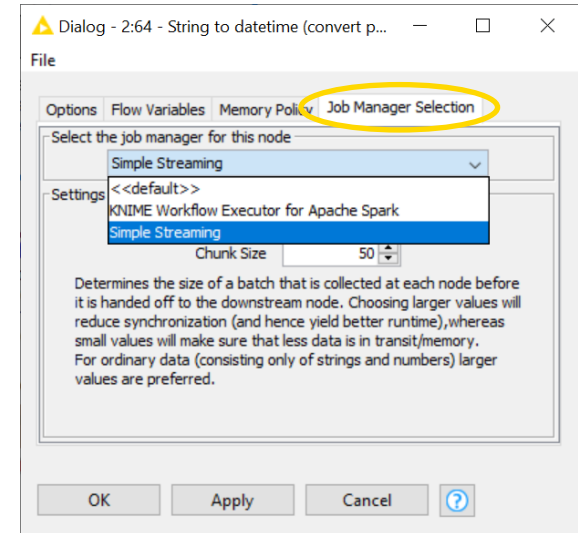 Dialog - 2:64 - String to datetime (convert p...
File
Options Flow Variables Memory Policy Job Manager Selection
Select the job manager for this node
Simple Streaming
<<default>>
Settings
KNIME Workflow Executor for Apache Spark
Simple Streaming
Chunk Size 50
Determines the size of a batch that is collected at each node before
it is handed off to the downstream node. Choosing larger values will
reduce synchronization (and hence yield better runtime),whereas
small values will make sure that less data is in transit/memory.
For ordinary data (consisting only of strings and numbers) larger
values are preferred.
OK Apply Cancel ?